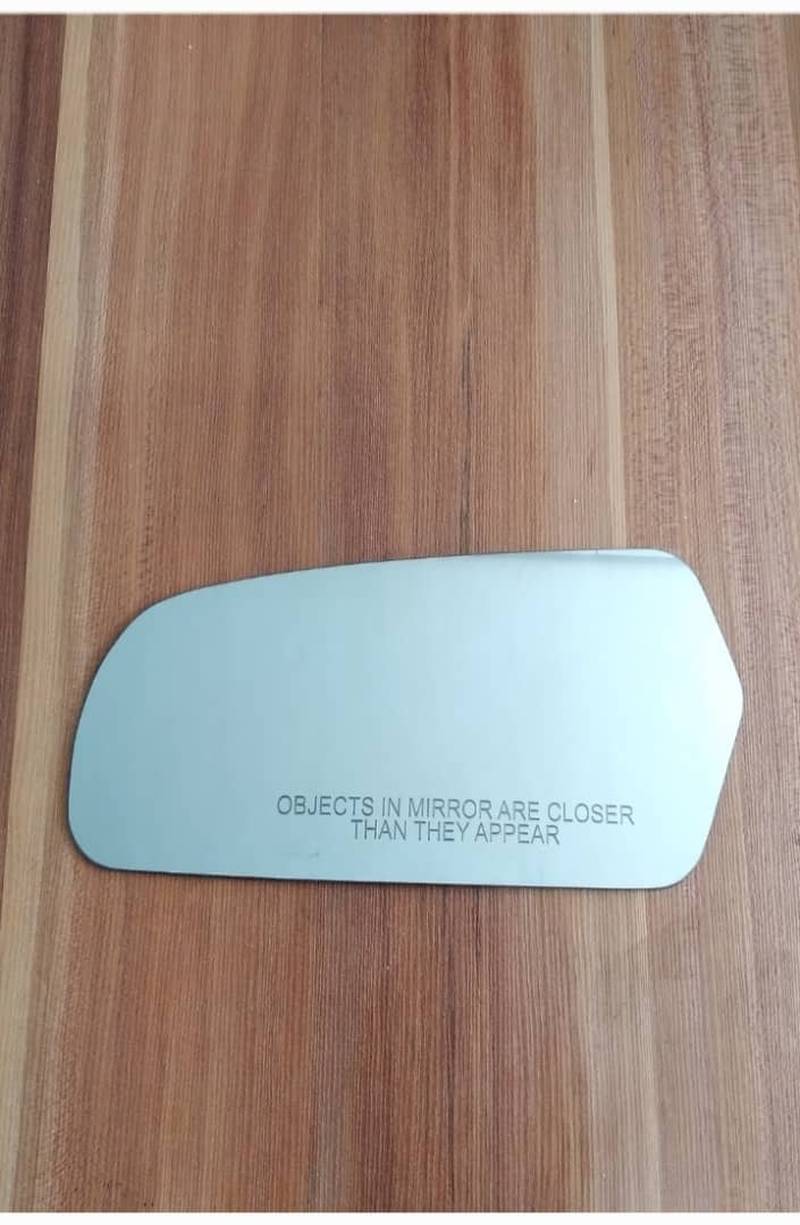 OBJECTS IN MIRROR ARE CLOSER
THAN THEY APPEAR